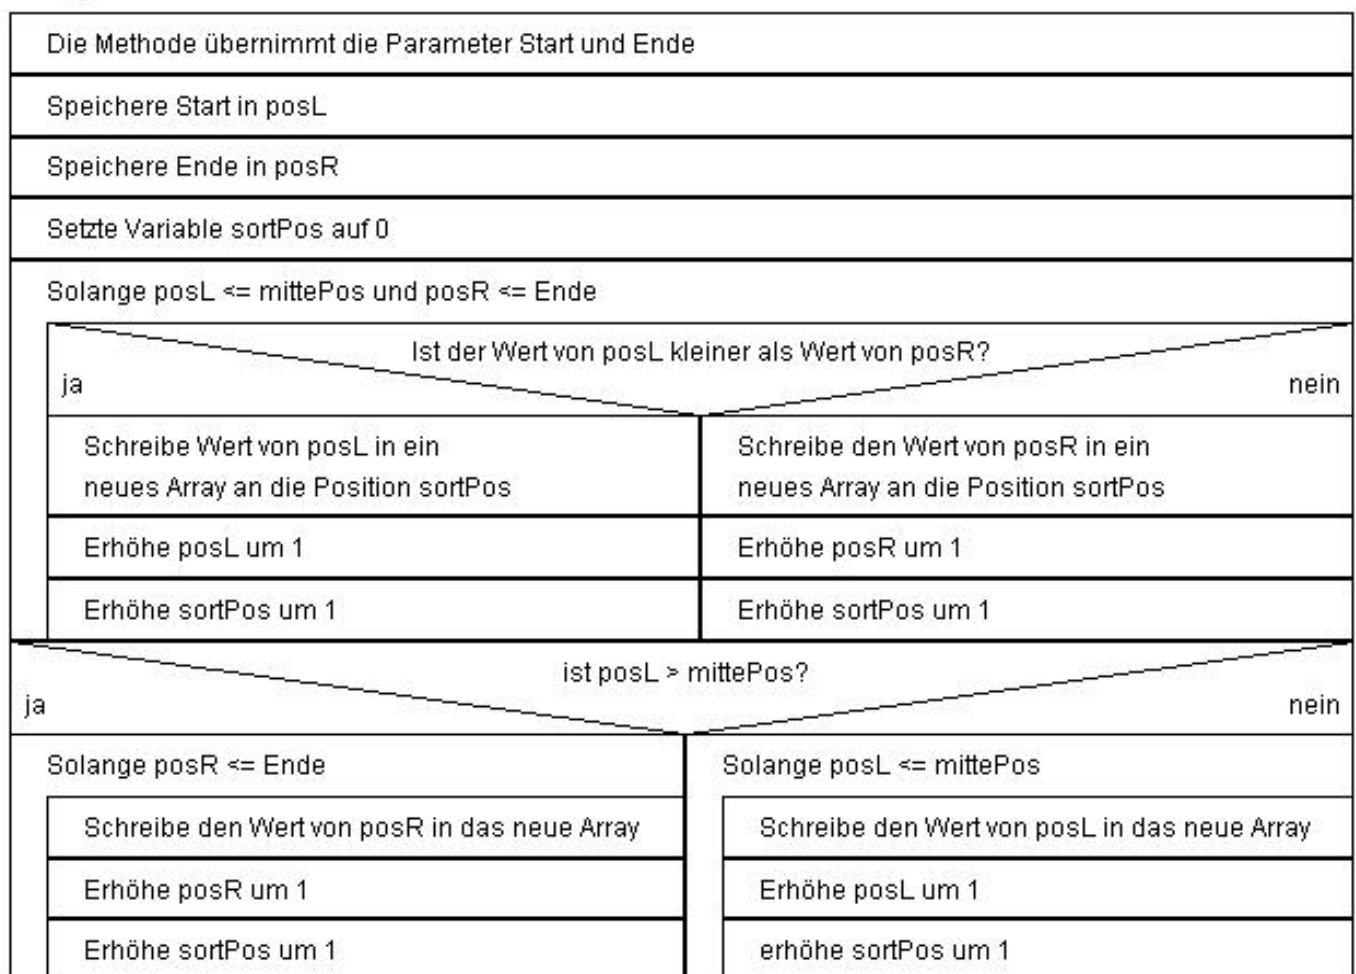 Die Methode übernimmt die Parameter Start und Ende
Speichere Start in posL
Speichere Ende in posR
Setzte Variable sortPos auf 0
Solange posL <= mittePos und posR <= Ende
Ist der Wert von posL kleiner als Wert von posR?
ja
nein
Schreibe Wert von posL in ein
neues Array an die Position sortPos
Erhöhe posL um 1
Erhöhe sortPos um 1
Schreibe den Wert von posR in ein
neues Array an die Position sortPos
Erhöhe posR um 1
Erhöhe sortPos um 1
ist posL > mittePos?
ja
nein
Solange posR <= Ende
Schreibe den Wert von posR in das neue Array
Erhöhe posR um 1
Erhöhe sortPos um 1
Solange posL <= mittePos
Schreibe den Wert von posL in das neue Array
Erhöhe posL um 1
erhöhe sortPos um 1